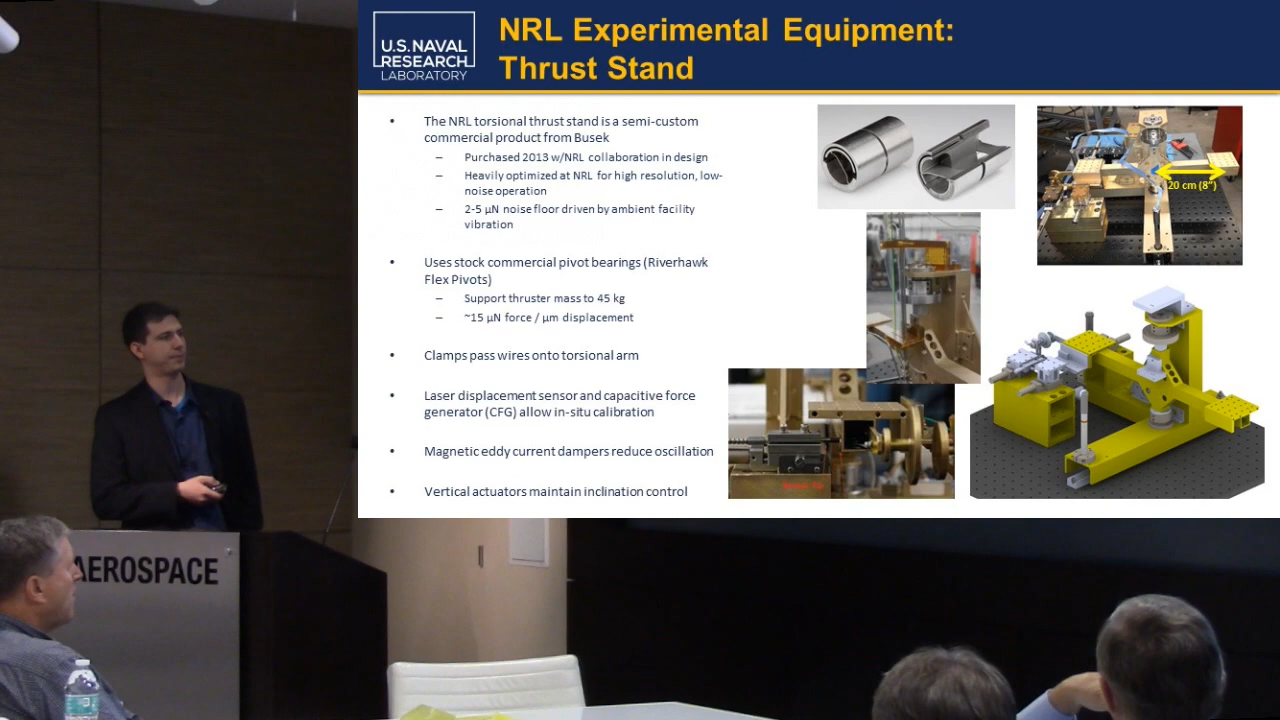 U.S. NAVAL
RESEARCH
LABORATORY
NRL Experimental Equipment:
Thrust Stand
• The NRL torsional thrust stand is a semi-custom
commercial product from Busek
– Purchased 2013 w/NRL collaboration in design
– Heavily optimized at NRL for high resolution, low-
noise operation
– 2-5 µN noise floor driven by ambient facility
vibration
• Uses stock commercial pivot bearings (Riverhawk
Flex Pivots)
– Support thruster mass to 45 kg
– ~15 µN force / µm displacement
• Clamps pass wires onto torsional arm
• Laser displacement sensor and capacitive force
generator (CFG) allow in-situ calibration
• Magnetic eddy current dampers reduce oscillation
• Vertical actuators maintain inclination control
20 cm (8")
AEROSPACE